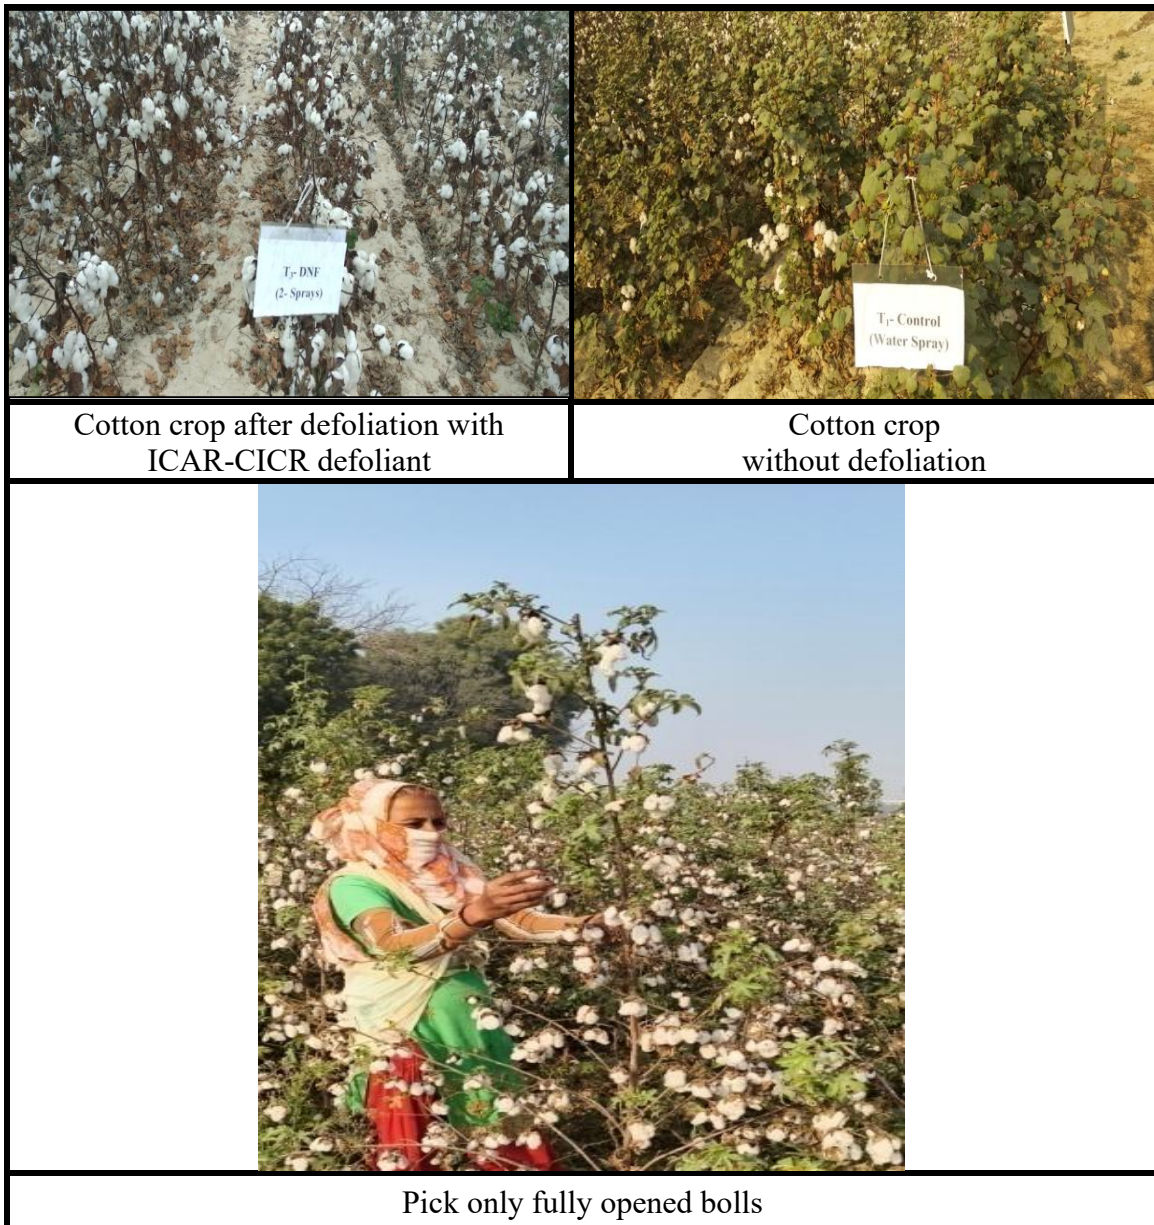 T3- DNF
(2- Sprays)
T1- Control
(Water Spray)
Cotton crop after defoliation with
ICAR-CICR defoliant
Cotton crop
without defoliation
Pick only fully opened bolls